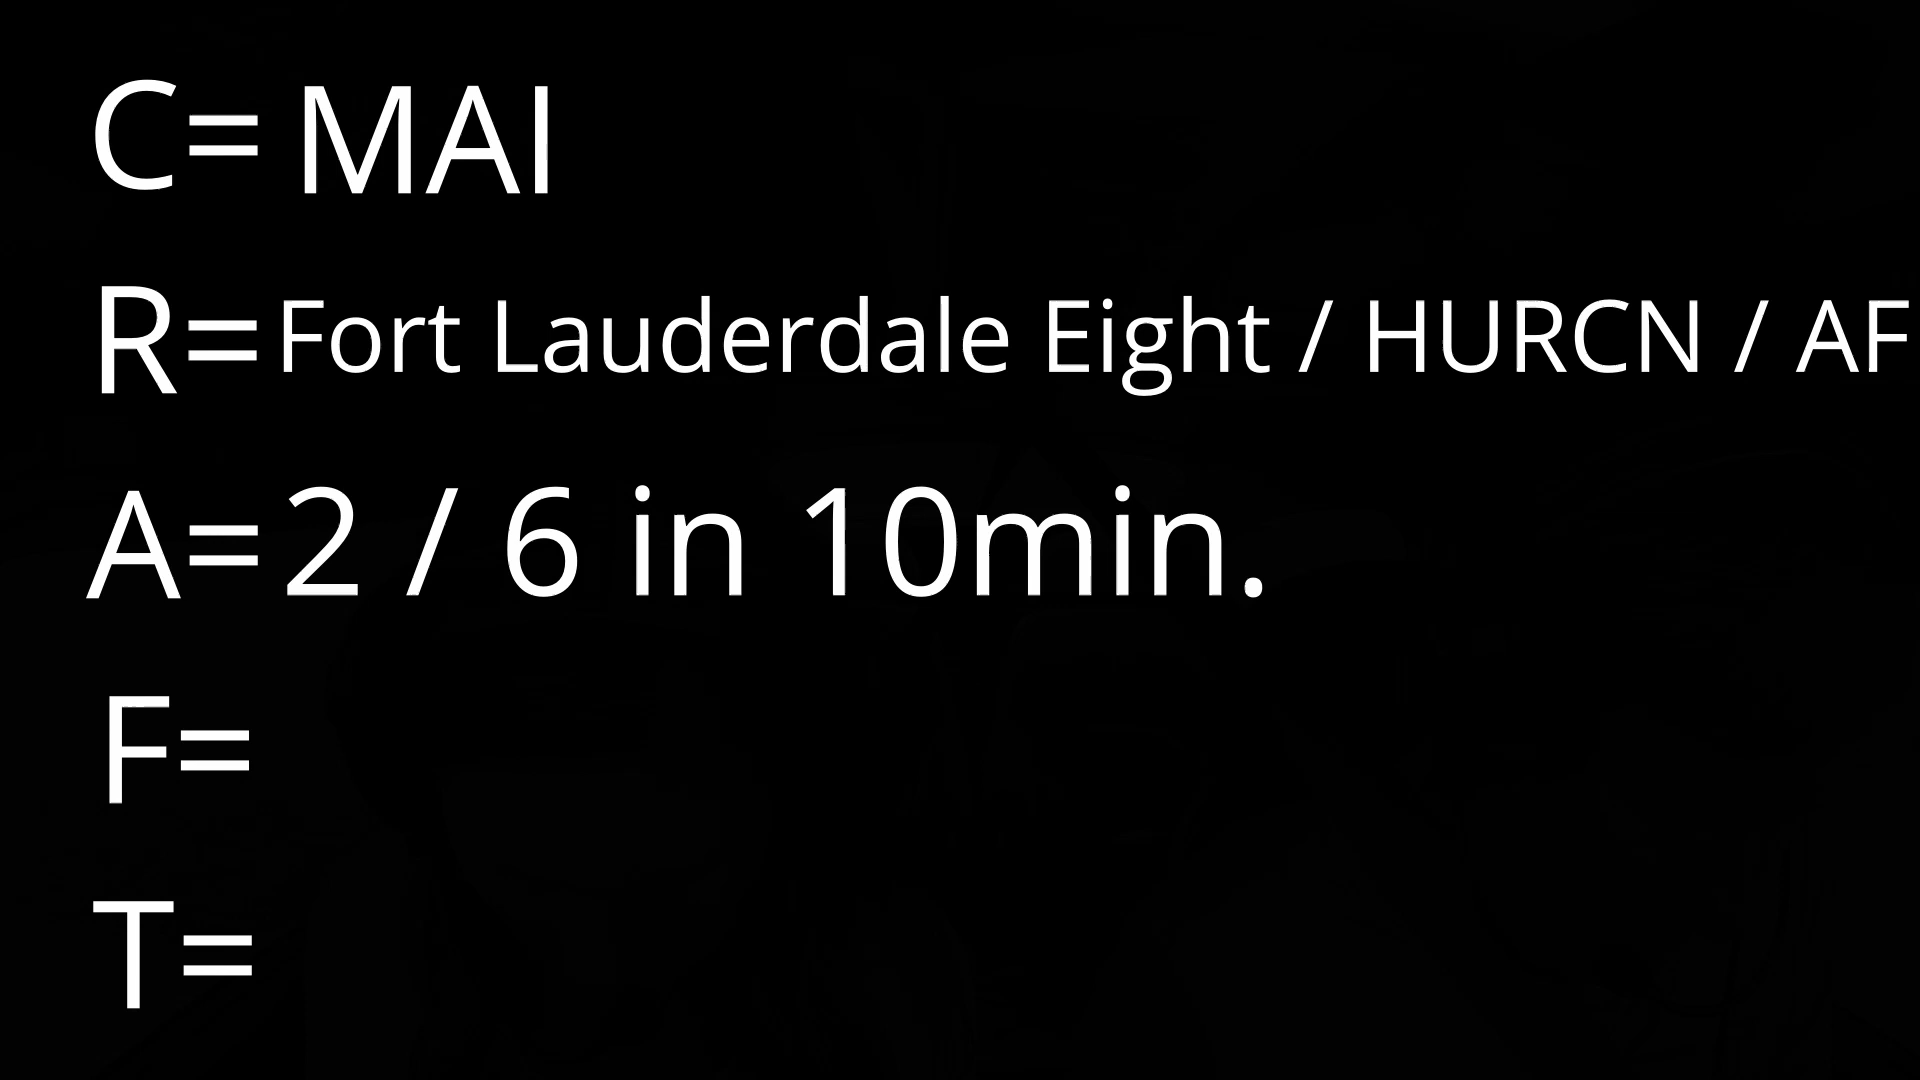 C= MAI
R= Fort Lauderdale Eight / HURCN / AF
A= 2 / 6 in 10min.
F=
T=